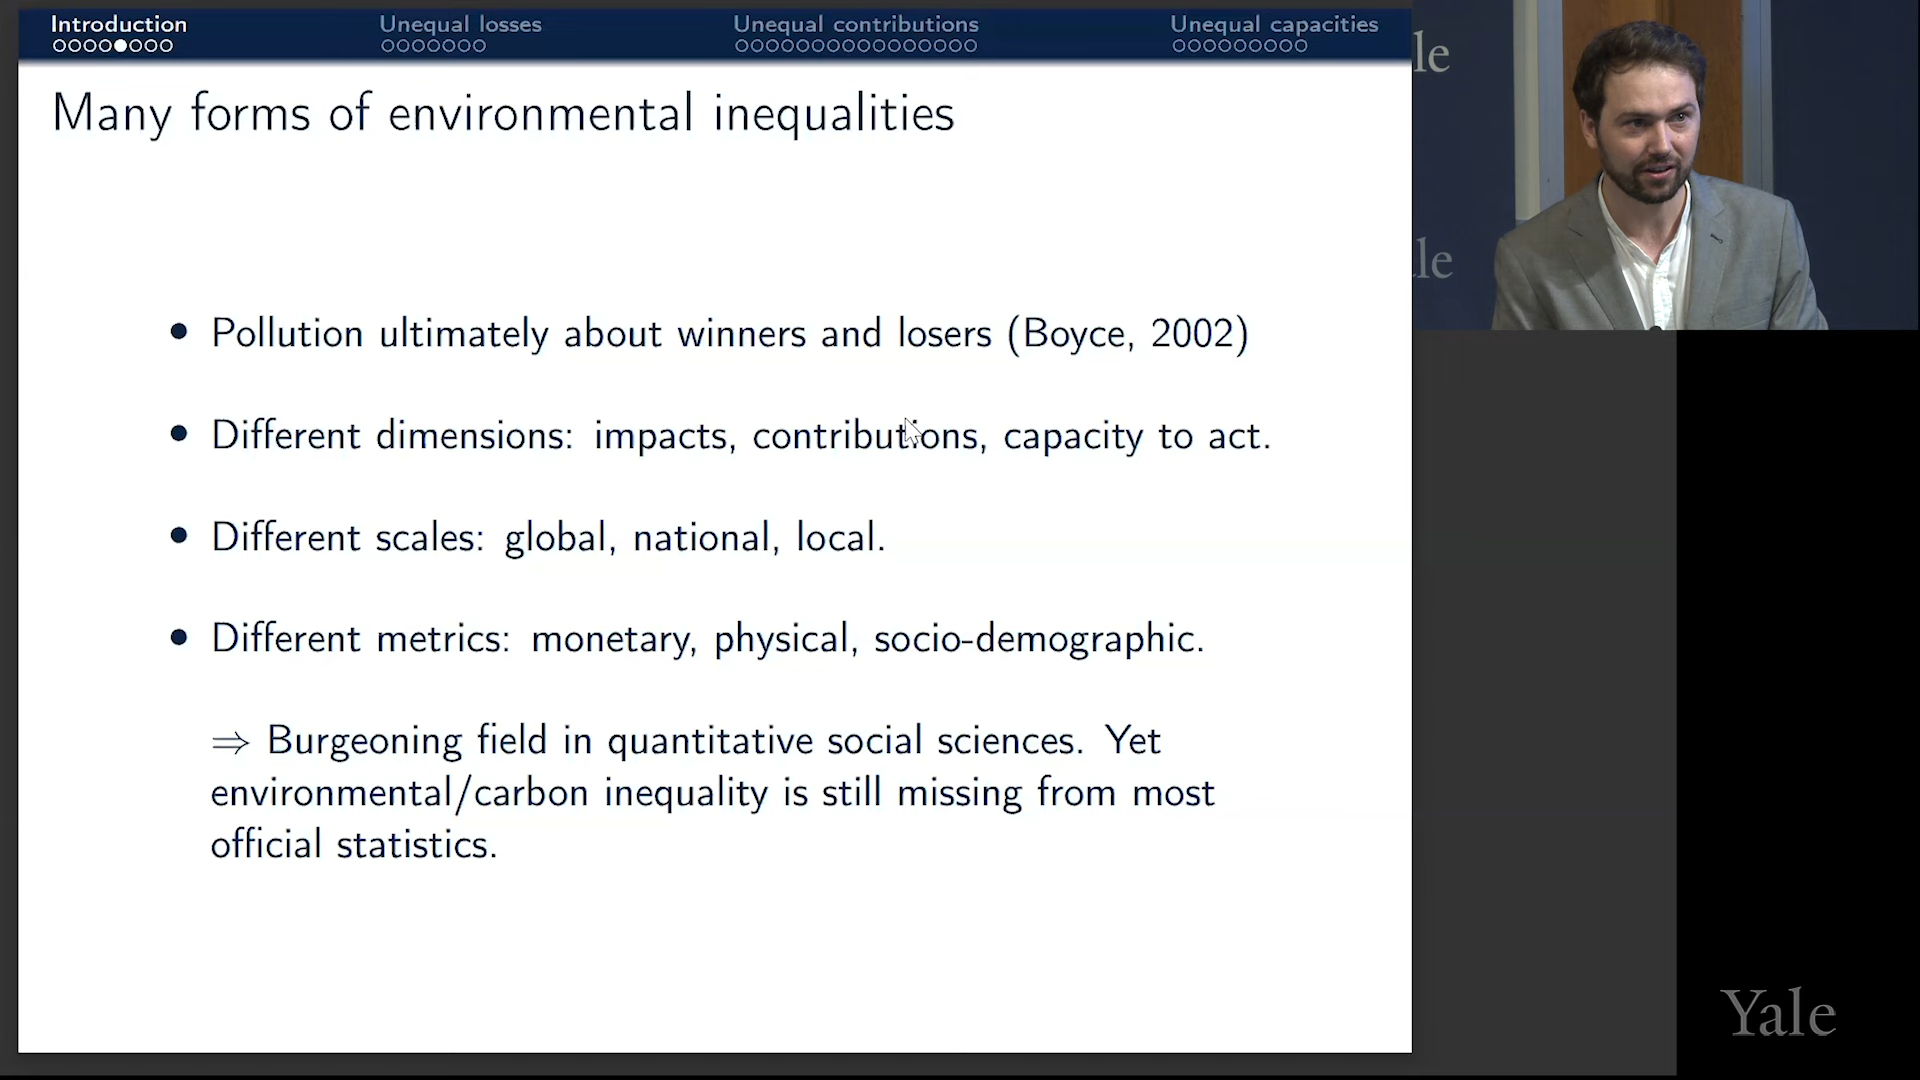 Introduction
Unequal losses
Unequal contributions
Unequal capacities
Many forms of environmental inequalities
• Pollution ultimately about winners and losers (Boyce, 2002)
• Different dimensions: impacts, contributions, capacity to act.
• Different scales: global, national, local.
• Different metrics: monetary, physical, socio-demographic.
⇒ Burgeoning field in quantitative social sciences. Yet
environmental/carbon inequality is still missing from most
official statistics.
le
le
Yale